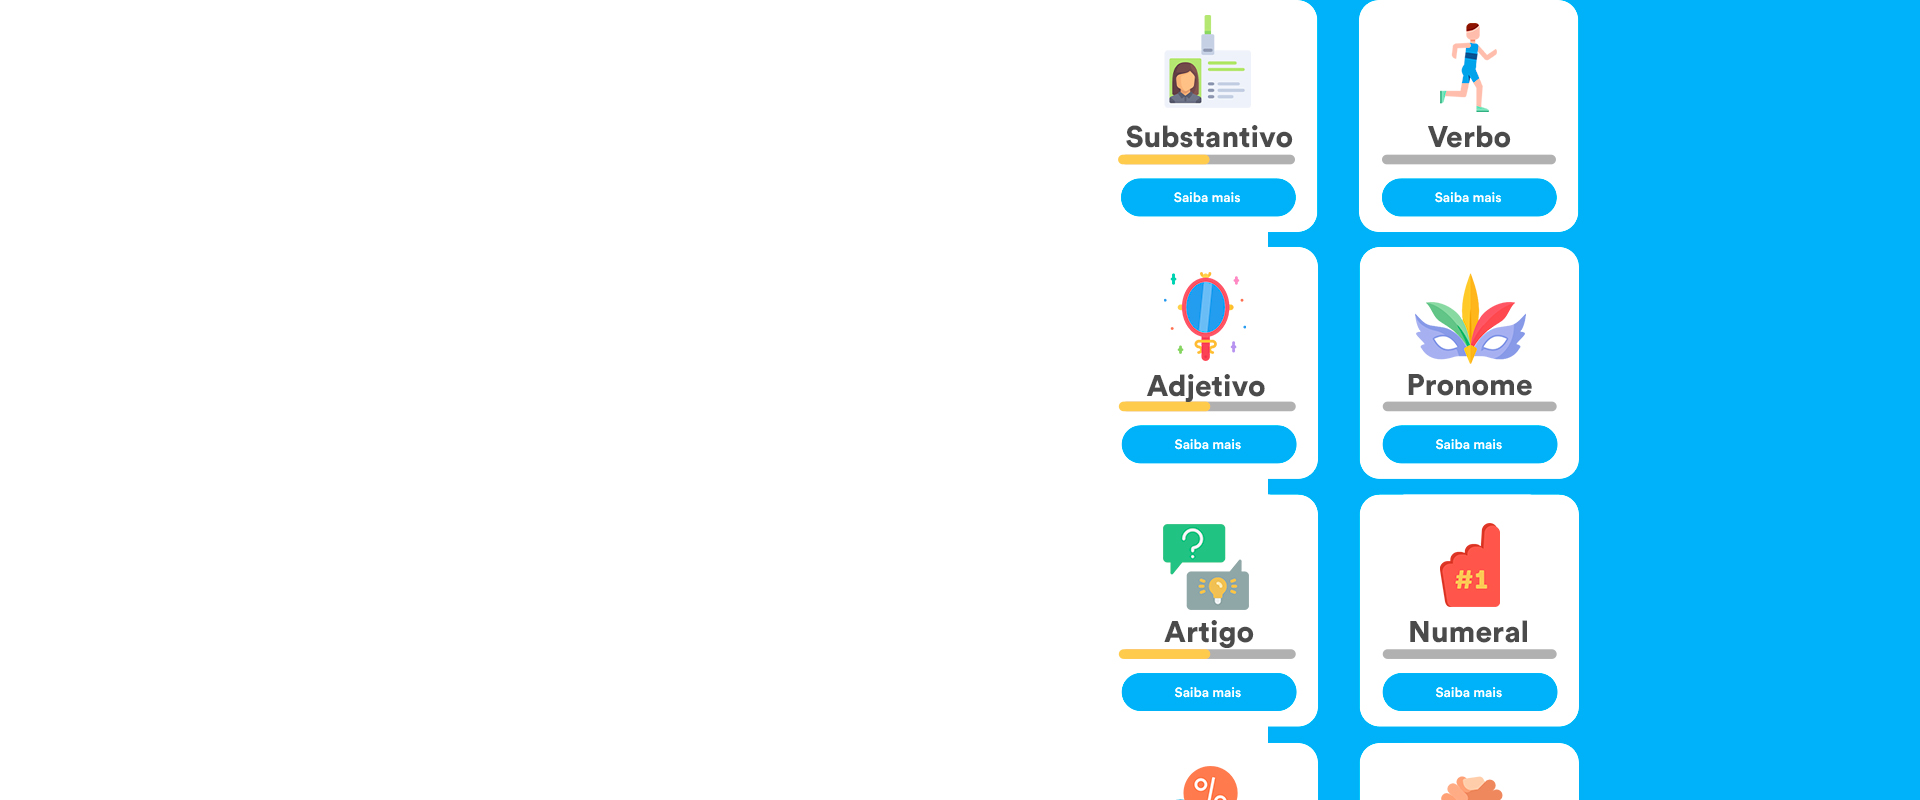 Substantivo
Saiba mais
Verbo
Saiba mais
Adjetivo
Saiba mais
Pronome
Saiba mais
?
Artigo
Saiba mais
#1
Numeral
Saiba mais
%